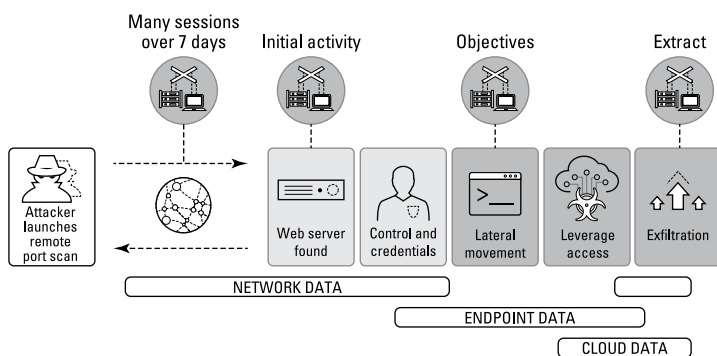 Many sessions
over 7 days
Initial activity
Objectives
Extract
Attacker
launches
remote
port scan
Web server
found
Control and
credentials
Lateral
movement
Leverage
access
Exfiltration
NETWORK DATA
ENDPOINT DATA
CLOUD DATA